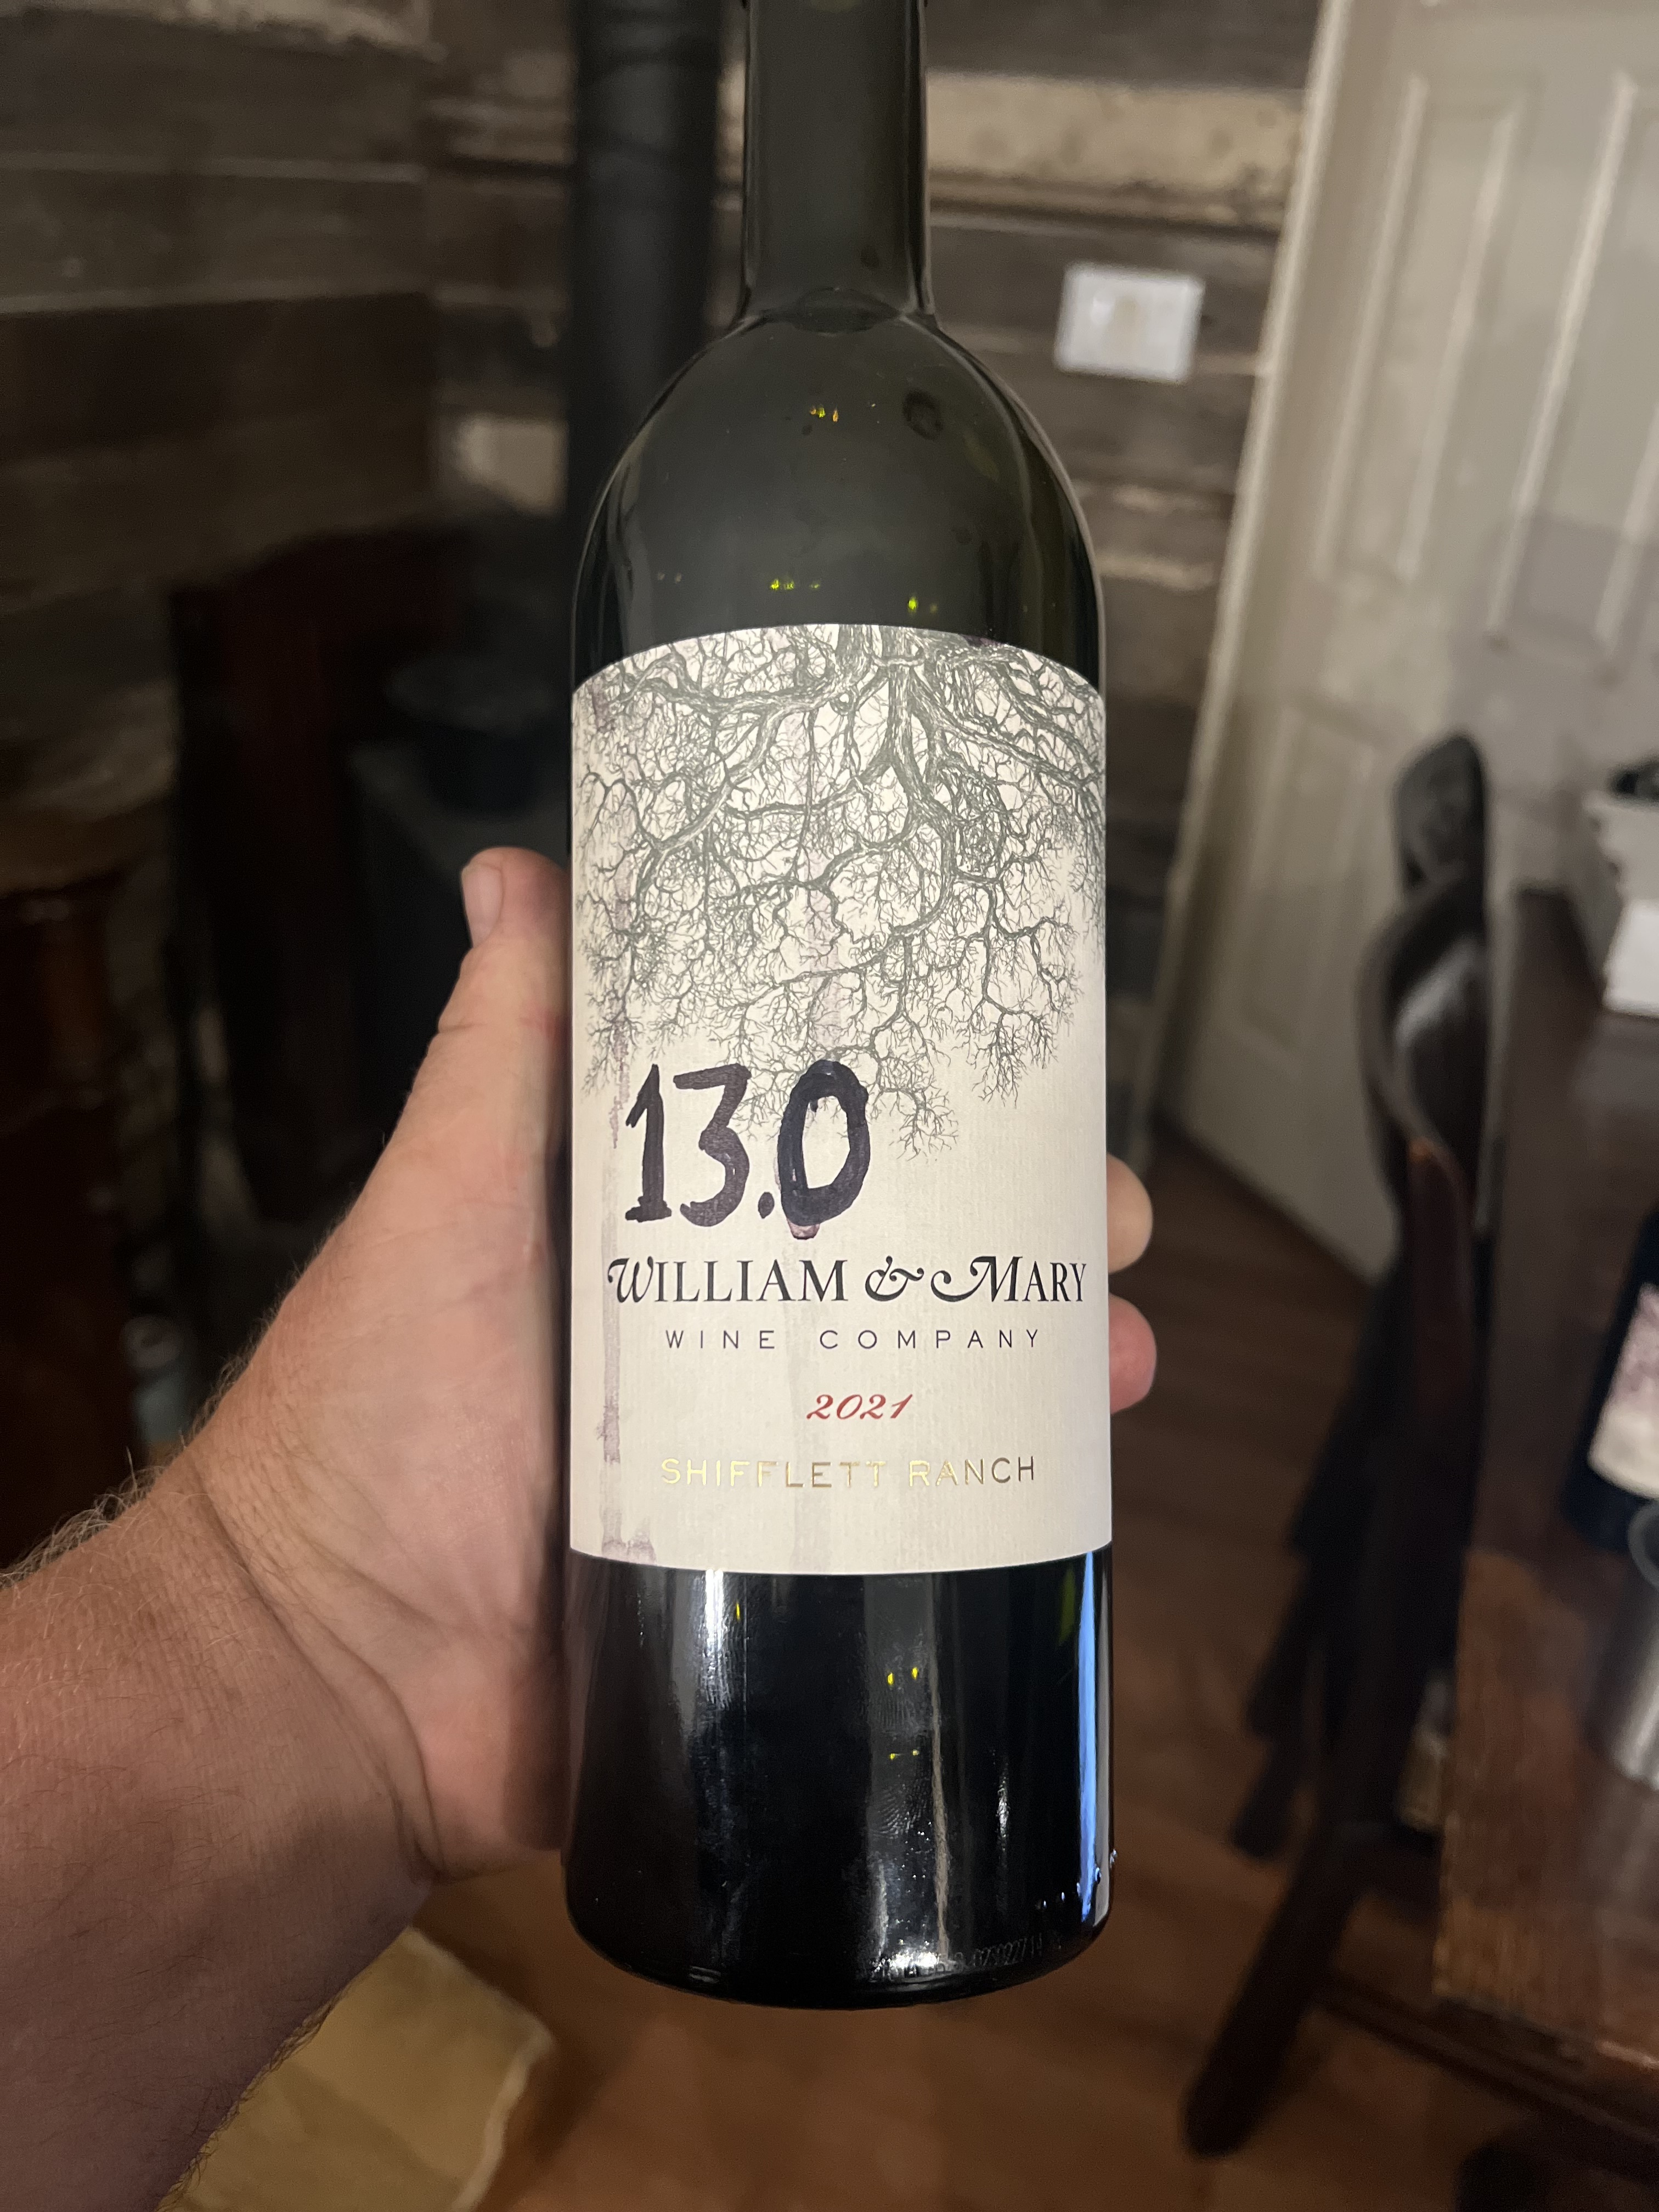 13.0
WILLIAM & MARY
WINE COMPANY
2021
SHIFFLETT RANCH